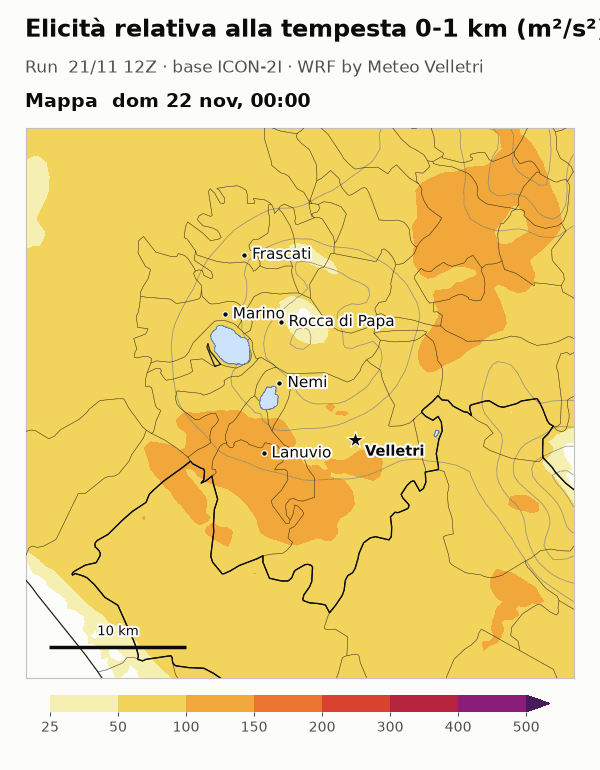 Elicità relativa alla tempesta 0-1 km (m²/s²)
Run 21/11 12Z · base ICON-2I · WRF by Meteo Velletri
Mappa dom 22 nov, 00:00
Frascati
Marino
Rocca di Papa
Nemi
Velletri
Lanuvio
10 km
25 50 100 150 200 300 400 500